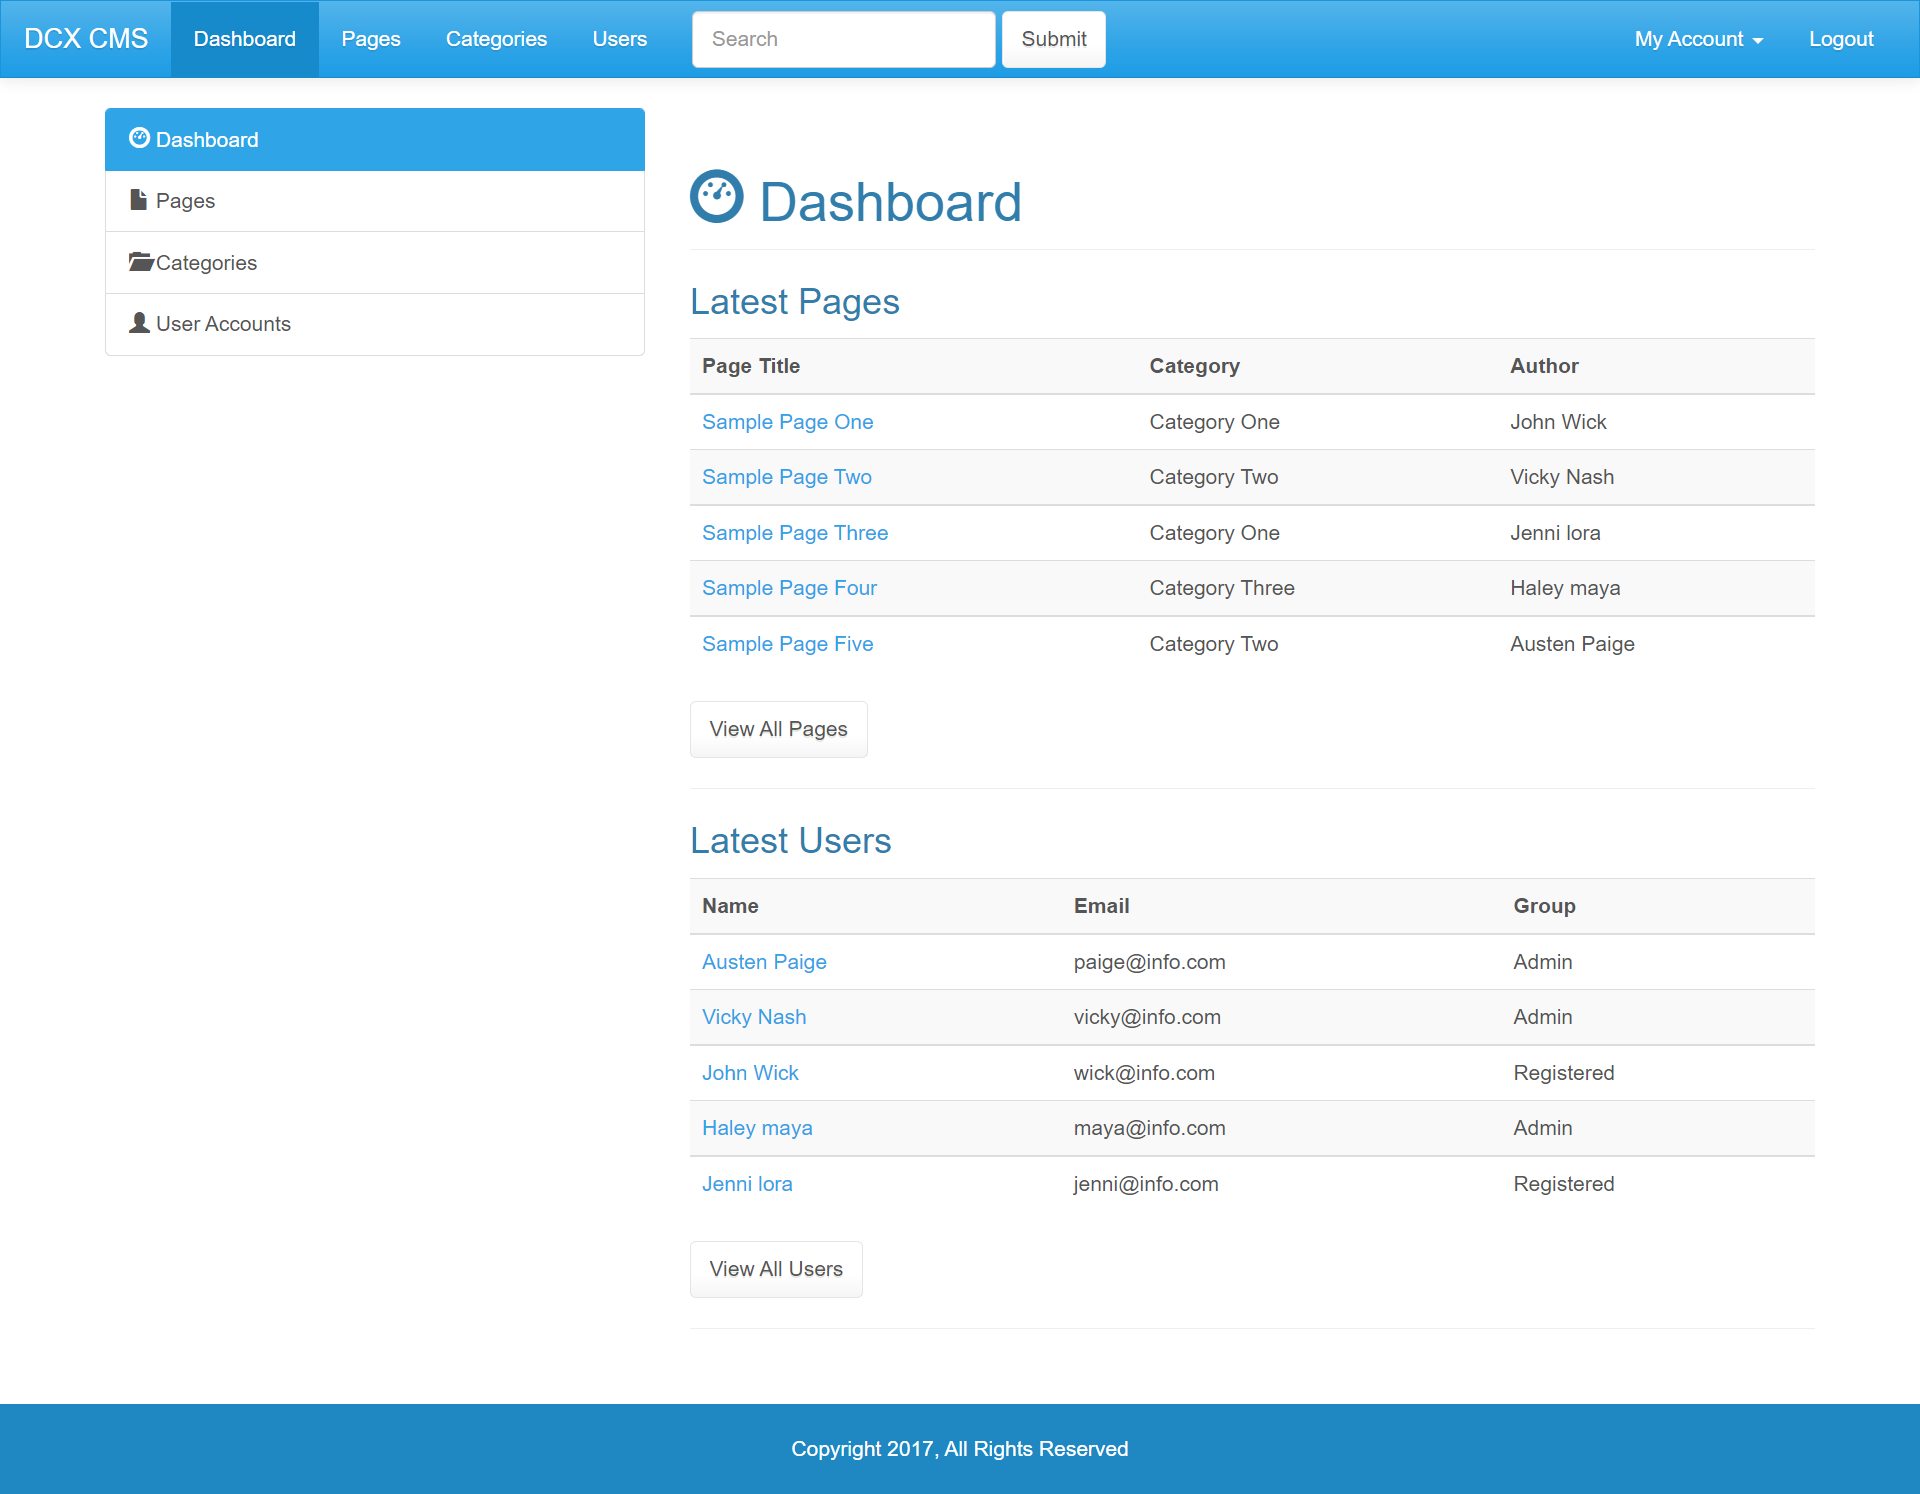 DCX CMS Dashboard Pages Categories Users Search Submit My Account Logout
Dashboard
Pages
Categories
User Accounts
Dashboard
Latest Pages
Page Title Category Author
Sample Page One Category One John Wick
Sample Page Two Category Two Vicky Nash
Sample Page Three Category One Jenni lora
Sample Page Four Category Three Haley maya
Sample Page Five Category Two Austen Paige
View All Pages
Latest Users
Name Email Group
Austen Paige paige@info.com Admin
Vicky Nash vicky@info.com Admin
John Wick wick@info.com Registered
Haley maya maya@info.com Admin
Jenni lora jenni@info.com Registered
View All Users
Copyright 2017, All Rights Reserved